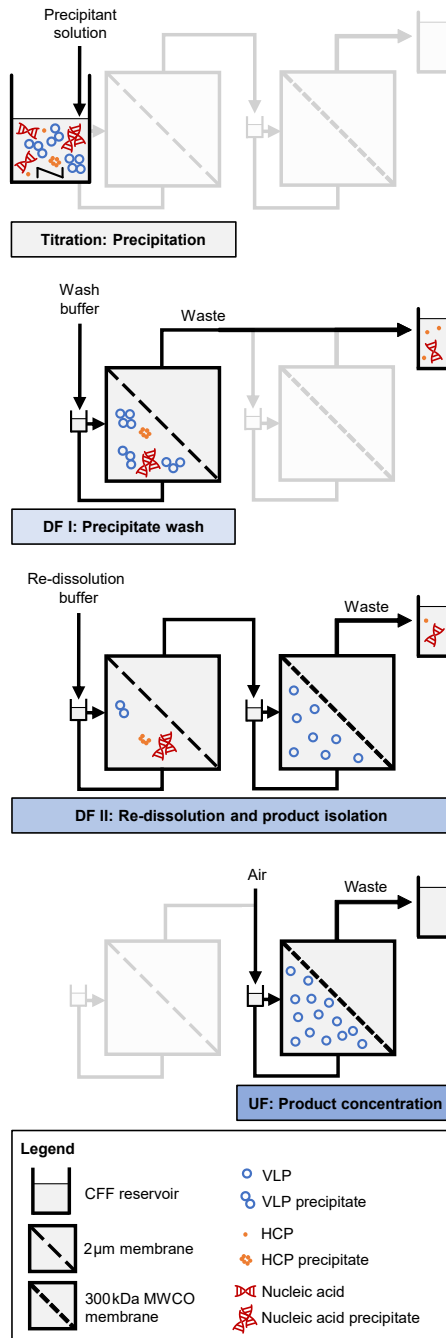 Precipitant
solution
Titration: Precipitation
Wash
buffer
Waste
DF I: Precipitate wash
Re-dissolution
buffer
Waste
DF II: Re-dissolution and product isolation
Air
Waste
UF: Product concentration
Legend
CFF reservoir
2µm membrane
300kDa MWCO
membrane
VLP
VLP precipitate
HCP
HCP precipitate
Nucleic acid
Nucleic acid precipitate